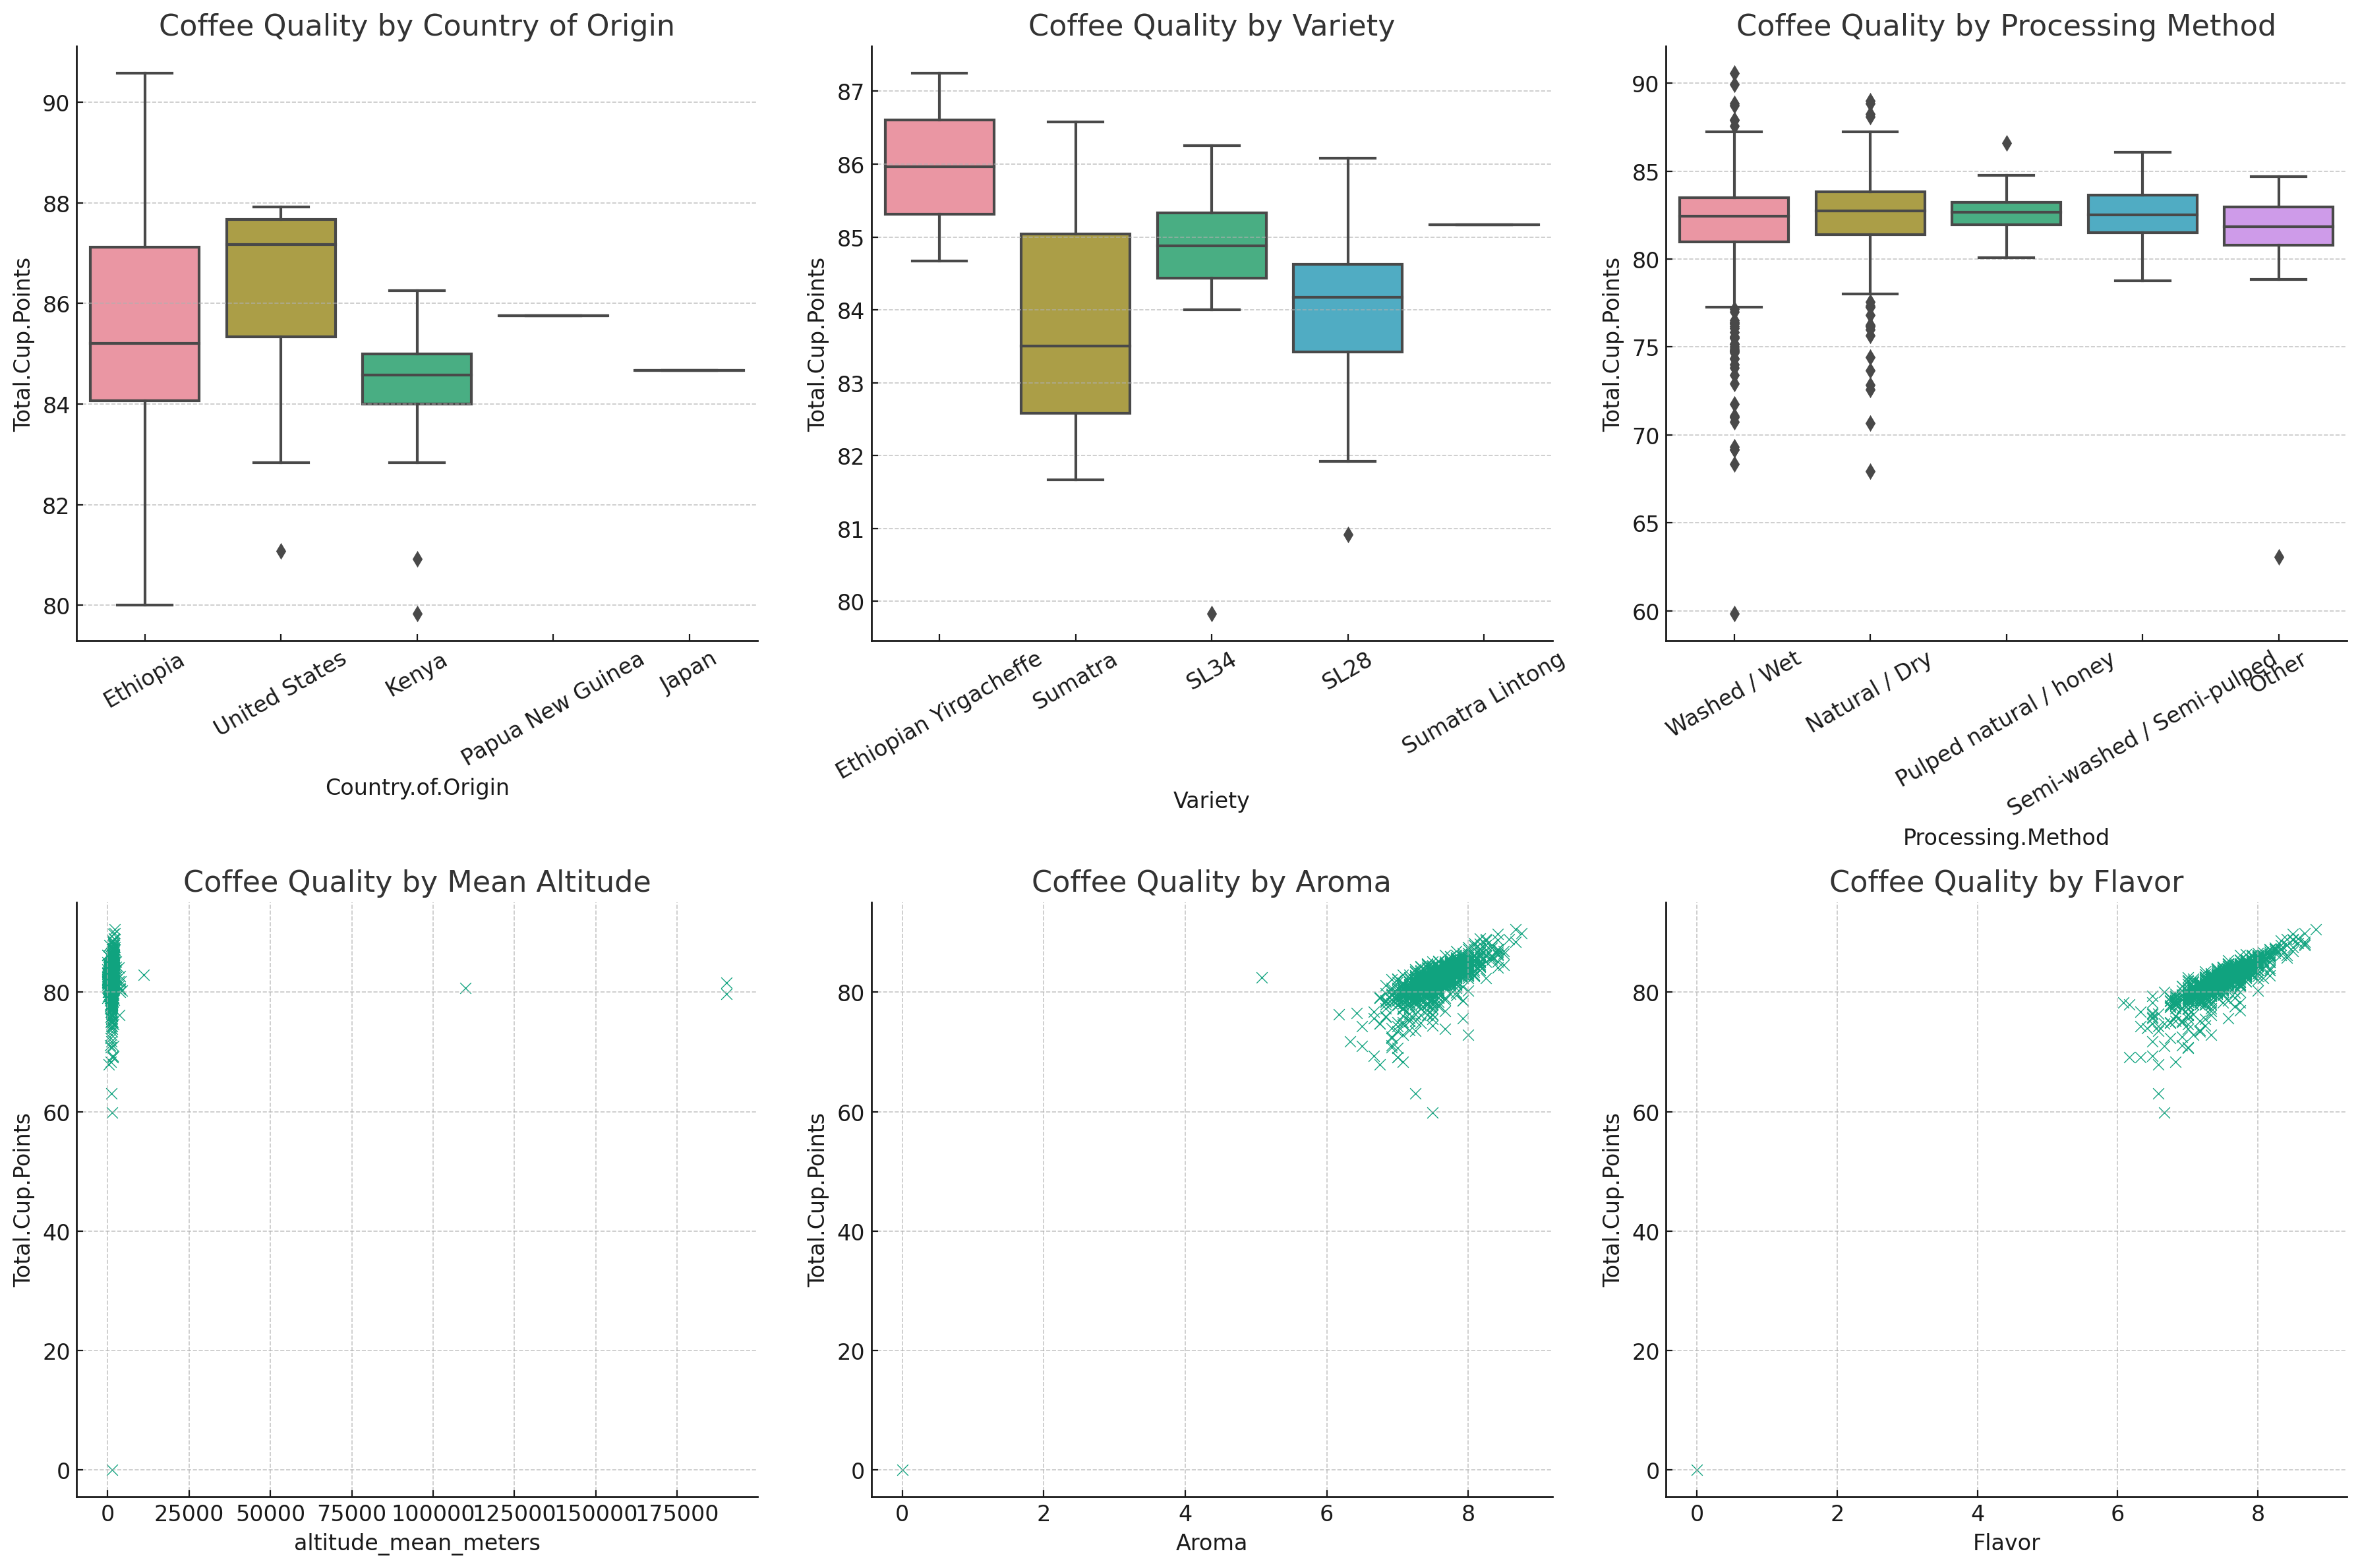 Coffee Quality by Country of Origin
Total.Cup.Points
90
88
86
84
82
80
Ethiopia
United States
Kenya
Papua New Guinea
Japan
Country.of.Origin
Coffee Quality by Variety
Total.Cup.Points
87
86
85
84
83
82
81
80
Ethiopian Yirgacheffe
Sumatra
SL34
SL28
Sumatra Lintong
Variety
Coffee Quality by Processing Method
Total.Cup.Points
90
85
80
75
70
65
60
Washed / Wet
Natural / Dry
Pulped natural / honey
Semi-washed / Semi-pulped
Other
Processing.Method
Coffee Quality by Mean Altitude
Total.Cup.Points
80
60
40
20
0
0 25000 50000 75000 100000 125000 150000 175000
altitude_mean_meters
Coffee Quality by Aroma
Total.Cup.Points
80
60
40
20
0
0 2 4 6 8
Aroma
Coffee Quality by Flavor
Total.Cup.Points
80
60
40
20
0
0 2 4 6 8
Flavor